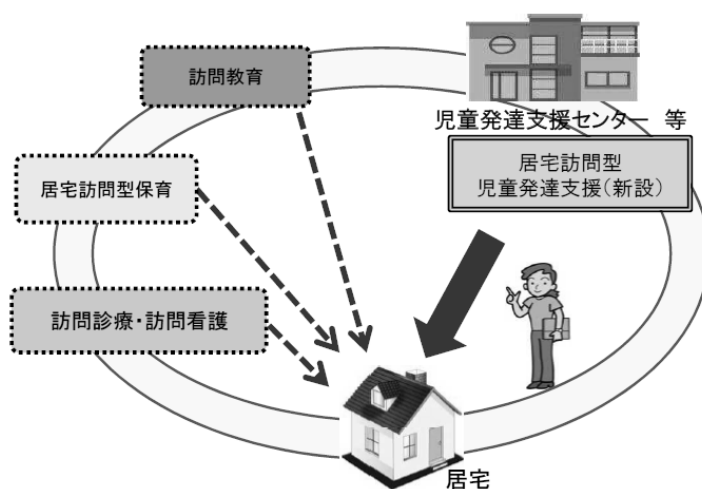 訪問教育
児童発達支援センター 等
居宅訪問型保育
居宅訪問型
児童発達支援(新設)
訪問診療・訪問看護
居宅